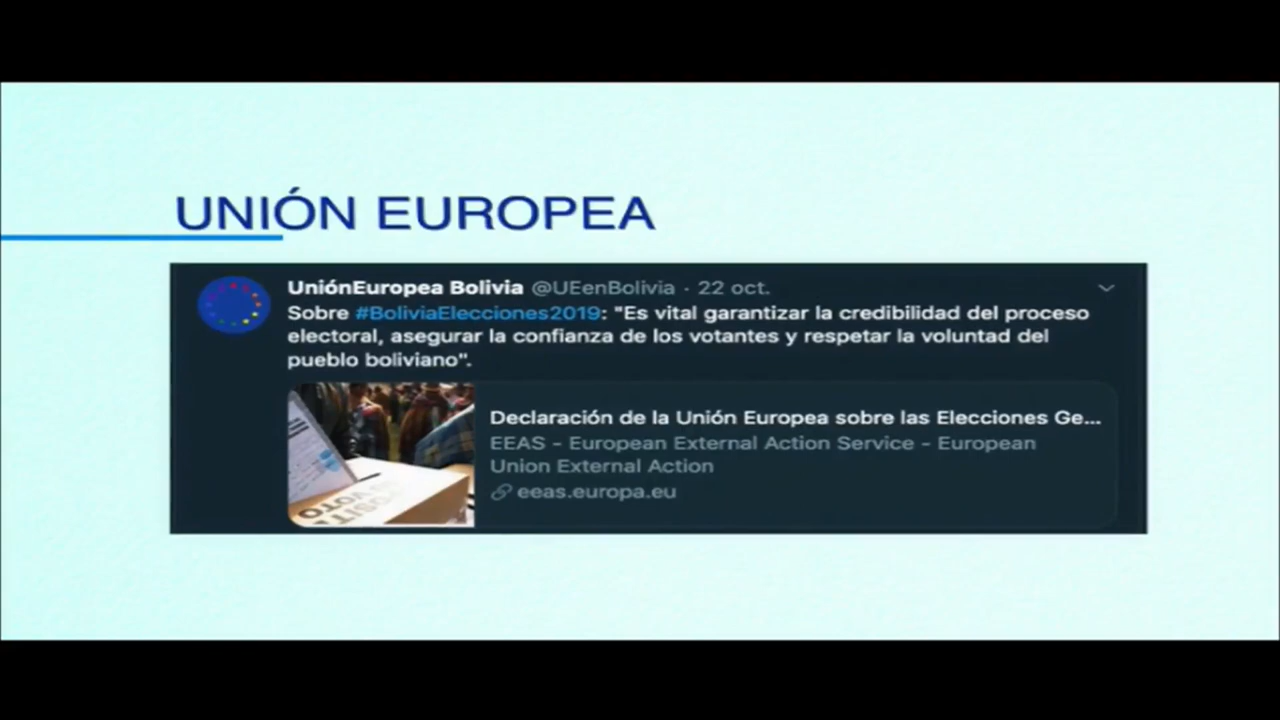 UNIÓN EUROPEA
UniónEuropea Bolivia @UEenBolivia · 22 oct.
Sobre #BoliviaElecciones2019: "Es vital garantizar la credibilidad del proceso
electoral, asegurar la confianza de los votantes y respetar la voluntad del
pueblo boliviano".
Declaración de la Unión Europea sobre las Elecciones Ge...
EEAS - European External Action Service - European
Union External Action
eeas.europa.eu
VOTO